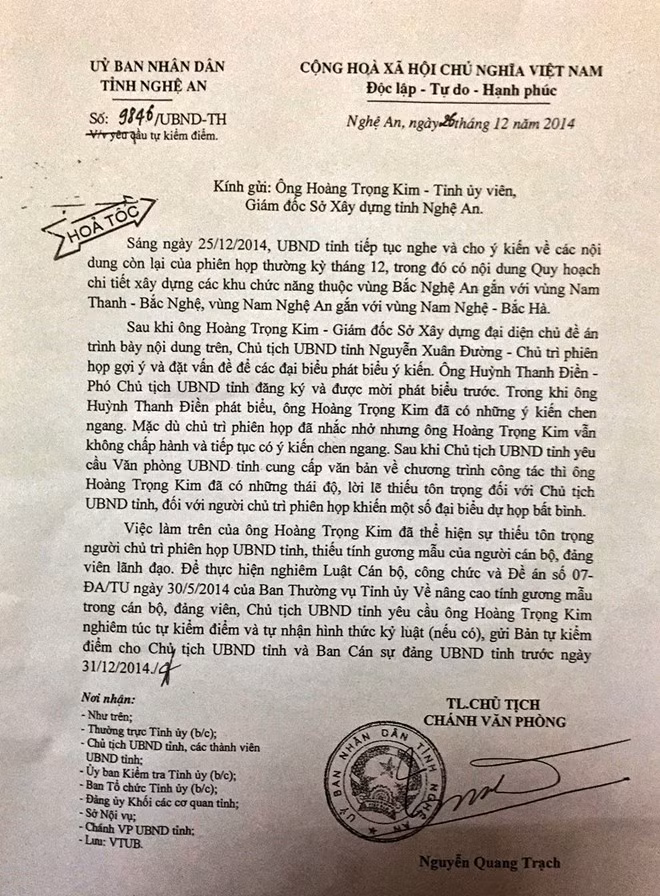 UỶ BAN NHÂN DÂN
TỈNH NGHỆ AN
Số: 9846/UBND-TH
V/v yêu cầu tự kiểm điểm.
CỘNG HOÀ XÃ HỘI CHỦ NGHĨA VIỆT NAM
Độc lập - Tự do - Hạnh phúc
Nghệ An, ngày 26 tháng 12 năm 2014
HOẢ TỐC
Kính gửi: Ông Hoàng Trọng Kim - Tỉnh ủy viên,
Giám đốc Sở Xây dựng tỉnh Nghệ An.
Sáng ngày 25/12/2014, UBND tỉnh tiếp tục nghe và cho ý kiến về các nội
dung còn lại của phiên họp thường kỳ tháng 12, trong đó có nội dung Quy hoạch
chi tiết xây dựng các khu chức năng thuộc vùng Bắc Nghệ An gắn với vùng Nam
Thanh - Bắc Nghệ, vùng Nam Nghệ An gắn với vùng Nam Nghệ - Bắc Hà.
Sau khi ông Hoàng Trọng Kim - Giám đốc Sở Xây dựng đại diện chủ đề án
trình bày nội dung trên, Chủ tịch UBND tỉnh Nguyễn Xuân Đường - Chủ trì phiên
họp gợi ý và đặt vấn đề để các đại biểu phát biểu ý kiến. Ông Huỳnh Thanh Điền -
Phó Chủ tịch UBND tỉnh đăng ký và được mời phát biểu trước. Trong khi ông
Huỳnh Thanh Điền phát biểu, ông Hoàng Trọng Kim đã có những ý kiến chen
ngang. Mặc dù chủ trì phiên họp đã nhắc nhở nhưng ông Hoàng Trọng Kim vẫn
không chấp hành và tiếp tục có ý kiến chen ngang. Sau khi Chủ tịch UBND tỉnh yêu
cầu Văn phòng UBND tỉnh cung cấp văn bản về chương trình công tác thì ông
Hoàng Trọng Kim đã có những thái độ, lời lẽ thiếu tôn trọng đối với Chủ tịch
UBND tỉnh, đối với người chủ trì phiên họp khiến một số đại biểu dự họp bất bình.
Việc làm trên của ông Hoàng Trọng Kim đã thể hiện sự thiếu tôn trọng
người chủ trì phiên họp UBND tỉnh, thiếu tính gương mẫu của người cán bộ, đảng
viên lãnh đạo. Để thực hiện nghiêm Luật Cán bộ, công chức và Đề án số 07-
ĐA/TU ngày 30/5/2014 của Ban Thường vụ Tỉnh ủy Về nâng cao tính gương mẫu
trong cán bộ, đảng viên, Chủ tịch UBND tỉnh yêu cầu ông Hoàng Trọng Kim
nghiêm túc tự kiểm điểm và tự nhận hình thức kỷ luật (nếu có), gửi Bản tự kiểm
điểm cho Chủ tịch UBND tỉnh và Ban Cán sự đảng UBND tỉnh trước ngày
31/12/2014./.
Nơi nhận:
- Như trên;
- Thường trực Tỉnh ủy (b/c);
- Chủ tịch UBND tỉnh, các thành viên
UBND tỉnh;
- Ủy ban Kiểm tra Tỉnh ủy (b/c);
- Ban Tổ chức Tỉnh ủy (b/c);
- Đảng ủy Khối các cơ quan tỉnh;
- Sở Nội vụ;
- Chánh VP UBND tỉnh;
- Lưu: VTUB.
TL.CHỦ TỊCH
CHÁNH VĂN PHÒNG
ỦY BAN NHÂN DÂN TỈNH NGHỆ AN
Nguyễn Quang Trạch